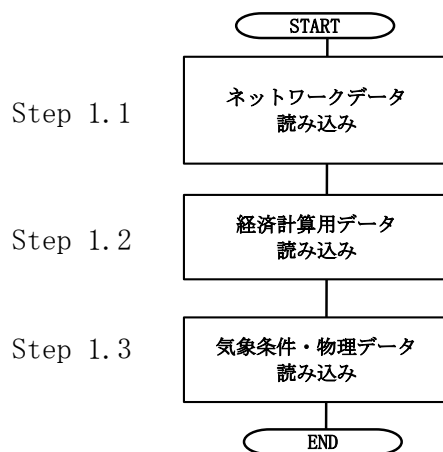 START
Step 1.1
ネットワークデータ
読み込み
Step 1.2
経済計算用データ
読み込み
Step 1.3
気象条件・物理データ
読み込み
END